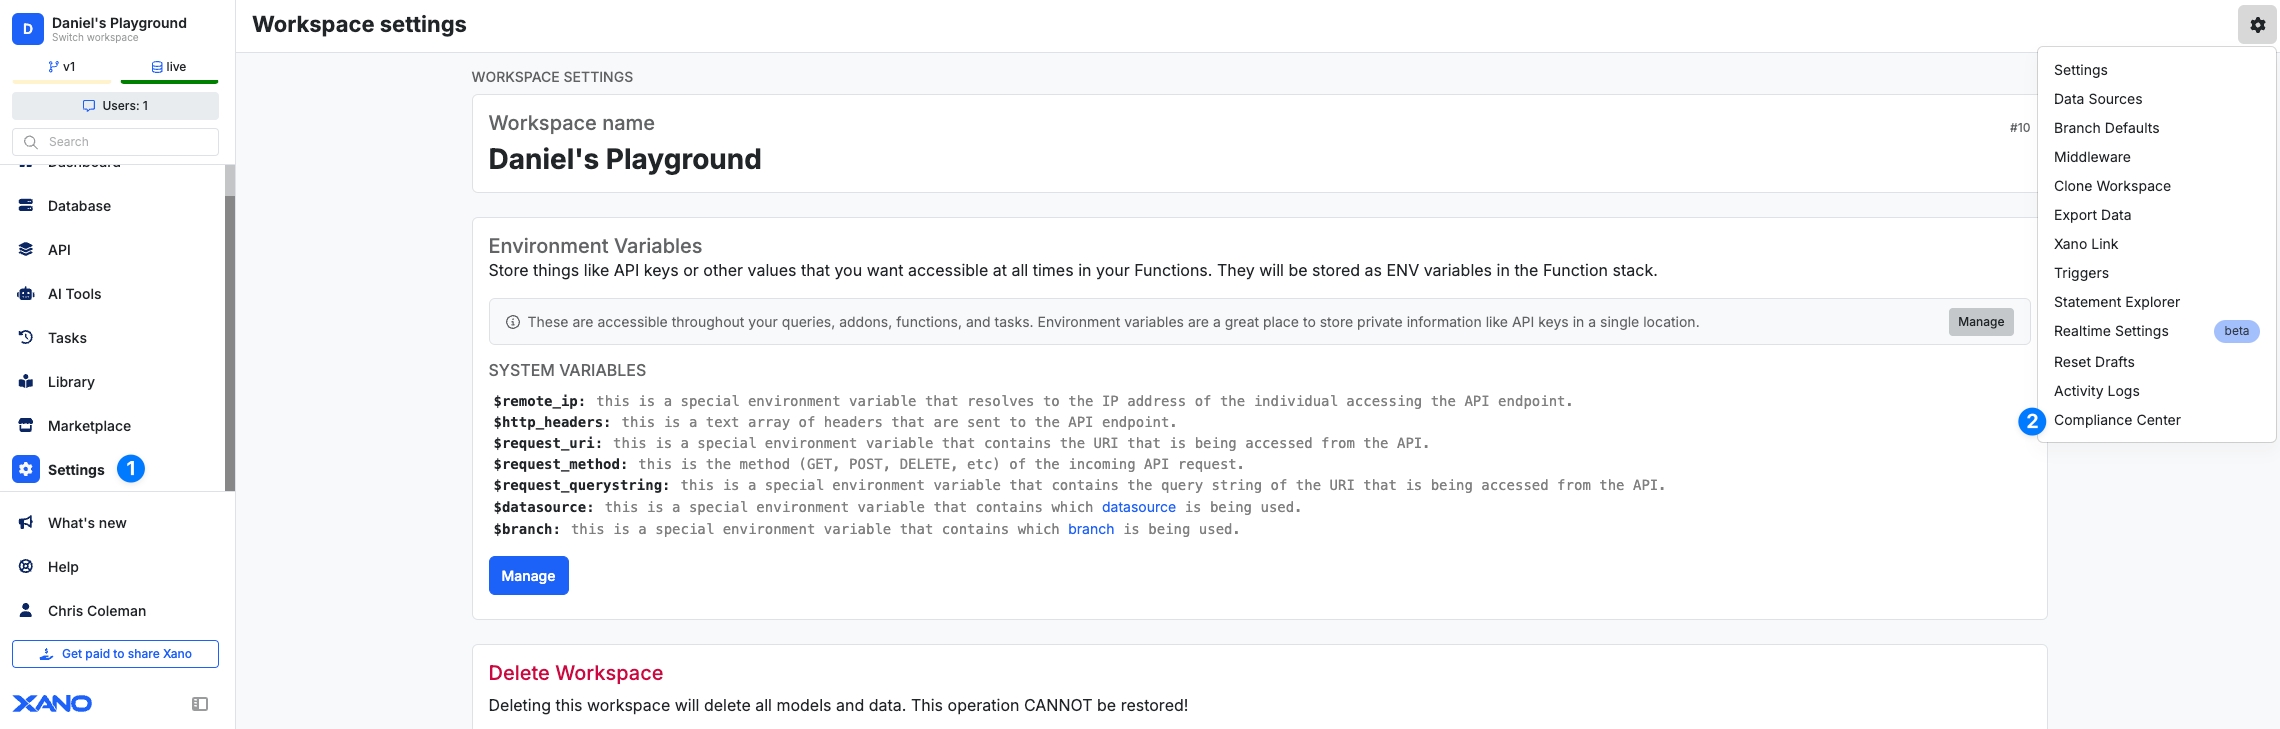 D
Daniel's Playground
Switch workspace
v1
live
Users: 1
Search
Dashboard
Database
API
AI Tools
Tasks
Library
Marketplace
Settings 1
What's new
Help
Chris Coleman
Get paid to share Xano
XANO
Workspace settings
WORKSPACE SETTINGS
Workspace name
#10
Daniel's Playground
Environment Variables
Store things like API keys or other values that you want accessible at all times in your Functions. They will be stored as ENV variables in the Function stack.
These are accessible throughout your queries, addons, functions, and tasks. Environment variables are a great place to store private information like API keys in a single location.
Manage
SYSTEM VARIABLES
$remote_ip: this is a special environment variable that resolves to the IP address of the individual accessing the API endpoint.
$http_headers: this is a text array of headers that are sent to the API endpoint.
$request_uri: this is a special environment variable that contains the URI that is being accessed from the API.
$request_method: this is the method (GET, POST, DELETE, etc) of the incoming API request.
$request_querystring: this is a special environment variable that contains the query string of the URI that is being accessed from the API.
$datasource: this is a special environment variable that contains which datasource is being used.
$branch: this is a special environment variable that contains which branch is being used.
Manage
Delete Workspace
Deleting this workspace will delete all models and data. This operation CANNOT be restored!
Settings
Data Sources
Branch Defaults
Middleware
Clone Workspace
Export Data
Xano Link
Triggers
Statement Explorer
Realtime Settings beta
Reset Drafts
Activity Logs
2 Compliance Center